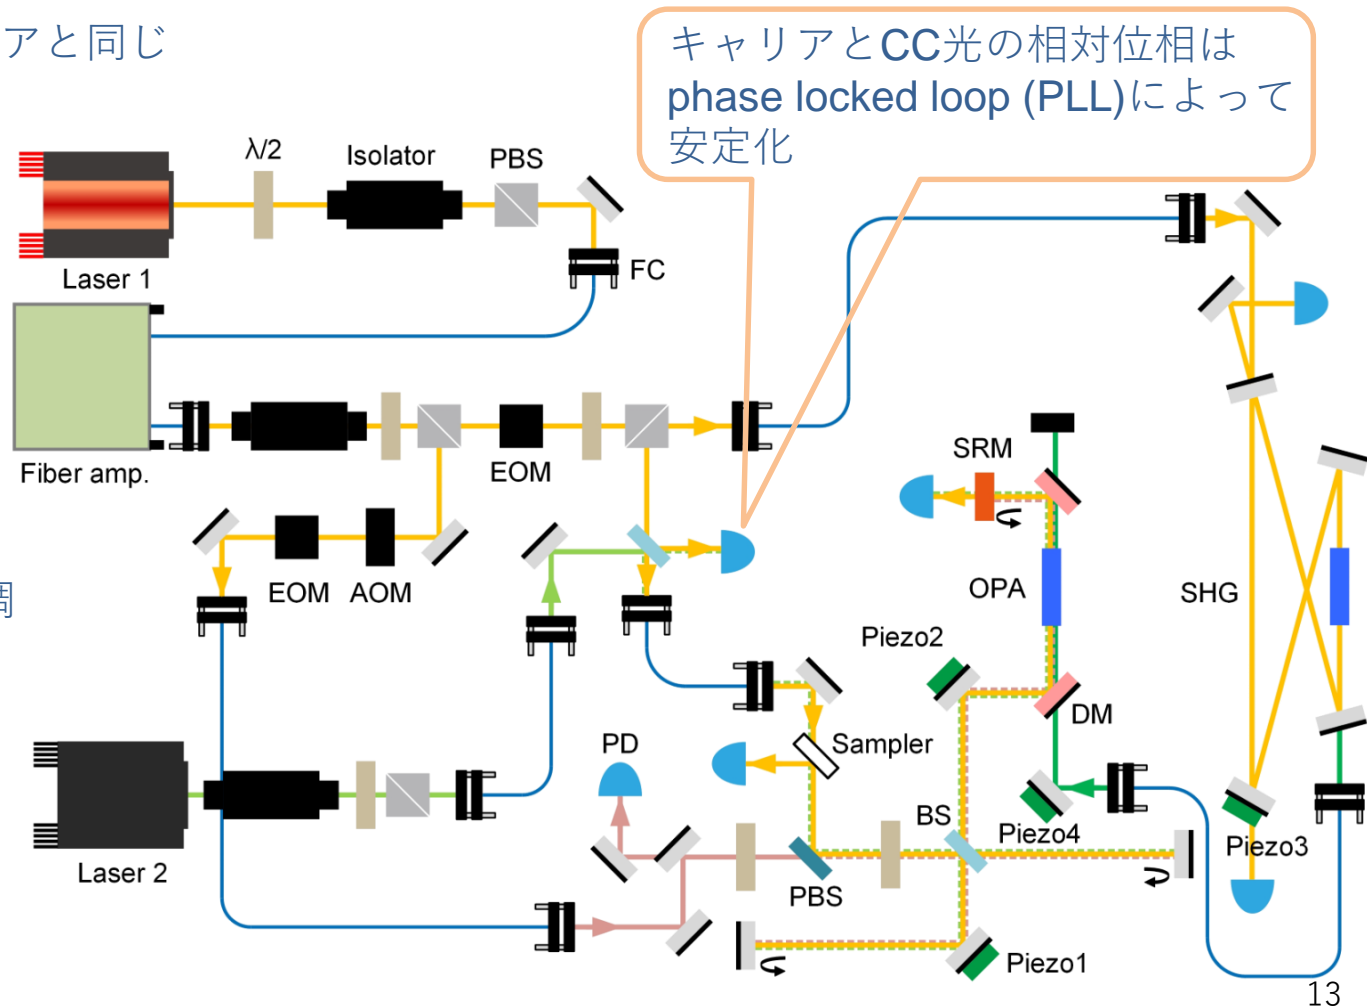 アと同じ
キャリアとCC光の相対位相は
phase locked loop (PLL)によって
安定化
λ/2
Isolator
PBS
Laser 1
FC
Fiber amp.
EOM
SRM
EOM
AOM
OPA
SHG
調
Piezo2
DM
PD
Sampler
BS
Piezo4
Piezo3
Laser 2
PBS
Piezo1
13